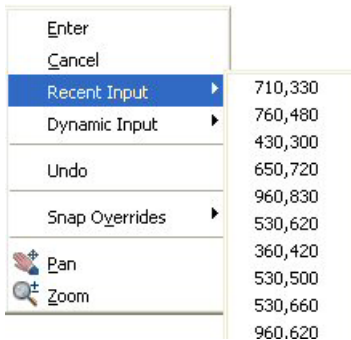 Enter
Cancel
Recent Input
Dynamic Input
Undo
Snap Overrides
Pan
Zoom
710,330
760,480
430,300
650,720
960,830
530,620
360,420
530,500
530,660
960,620